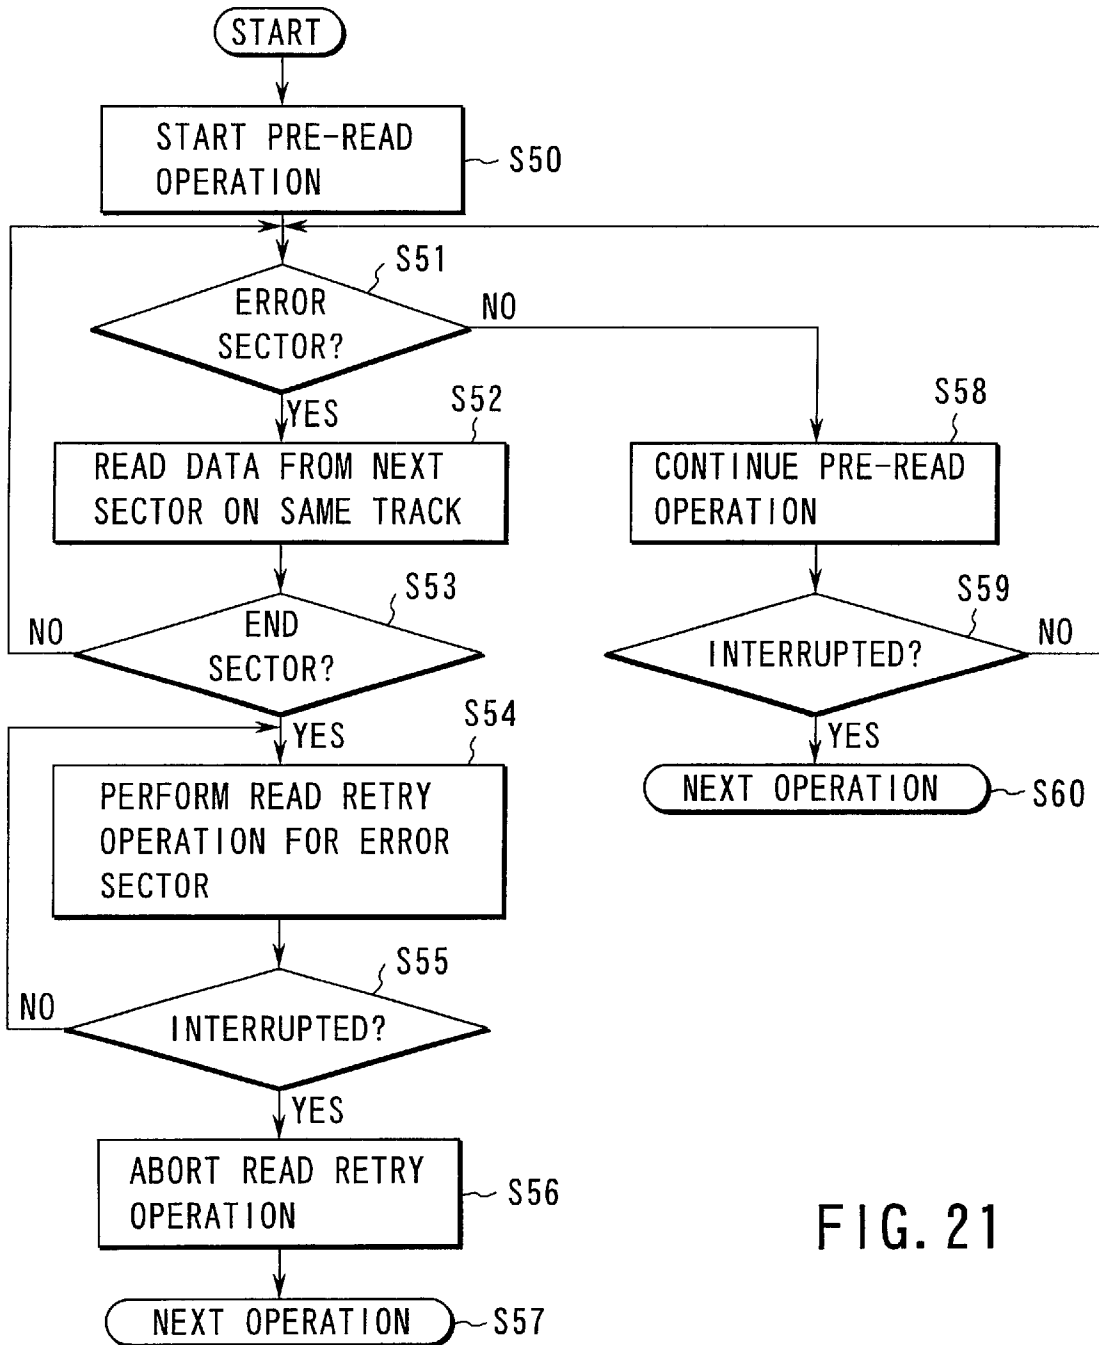 START
START PRE-READ
OPERATION
S50
S51
ERROR
SECTOR?
NO
YES
S52
READ DATA FROM NEXT
SECTOR ON SAME TRACK
S58
CONTINUE PRE-READ
OPERATION
S53
END
SECTOR?
NO
YES
S59
INTERRUPTED?
NO
YES
S54
PERFORM READ RETRY
OPERATION FOR ERROR
SECTOR
NEXT OPERATION
S60
S55
INTERRUPTED?
NO
YES
ABORT READ RETRY
OPERATION
S56
NEXT OPERATION
S57
FIG. 21